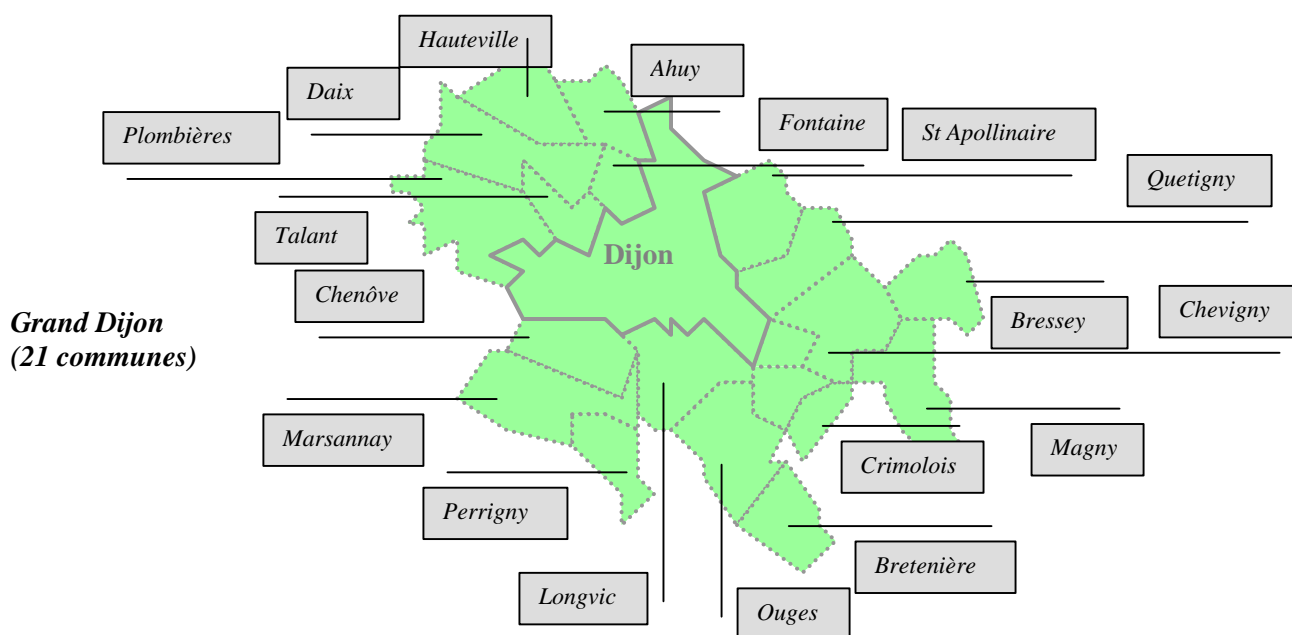 Hauteville
Ahuy
Daix
Fontaine
St Apollinaire
Plombières
Quetigny
Talant
Dijon
Chenôve
Bressey
Chevigny
Grand Dijon
(21 communes)
Marsannay
Crimolois
Magny
Perrigny
Bretenière
Longvic
Ouges